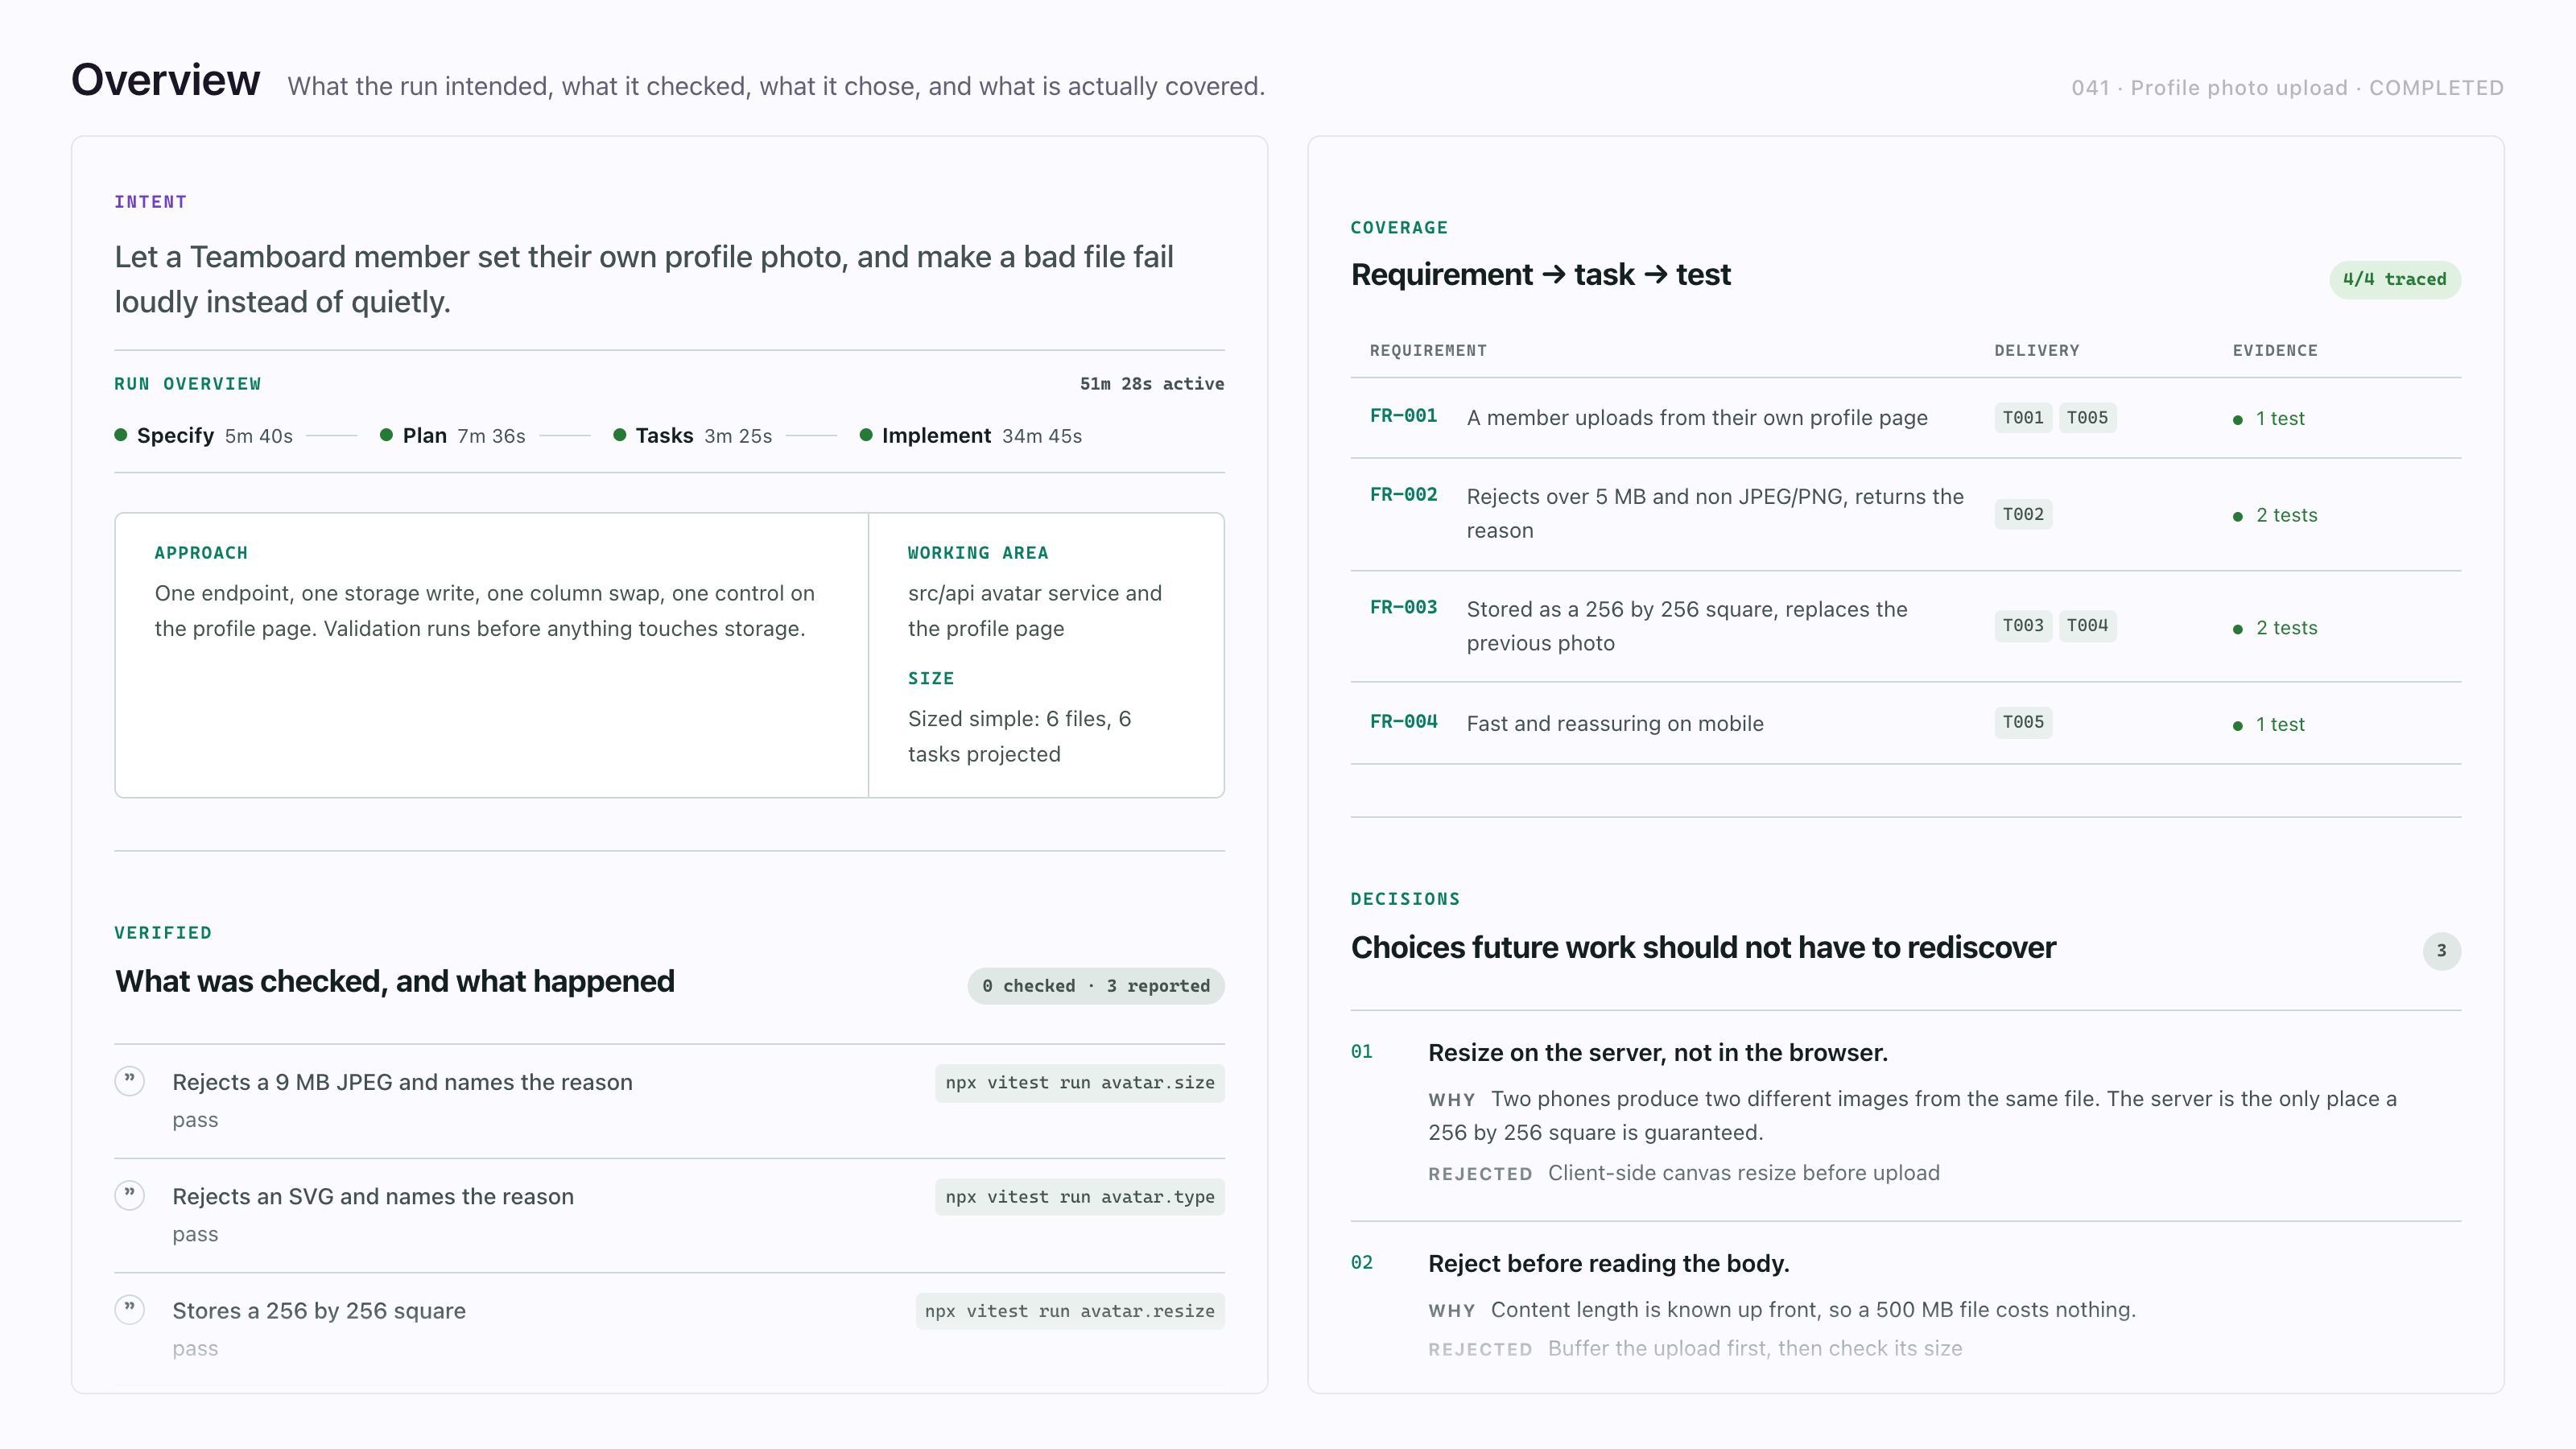 Overview What the run intended, what it checked, what it chose, and what is actually covered.
041 · Profile photo upload · COMPLETED
INTENT
Let a Teamboard member set their own profile photo, and make a bad file fail
loudly instead of quietly.
RUN OVERVIEW 51m 28s active
Specify 5m 40s Plan 7m 36s Tasks 3m 25s Implement 34m 45s
APPROACH
One endpoint, one storage write, one column swap, one control on
the profile page. Validation runs before anything touches storage.
WORKING AREA
src/api avatar service and
the profile page
SIZE
Sized simple: 6 files, 6
tasks projected
VERIFIED
What was checked, and what happened 0 checked · 3 reported
” Rejects a 9 MB JPEG and names the reason npx vitest run avatar.size
pass
” Rejects an SVG and names the reason npx vitest run avatar.type
pass
” Stores a 256 by 256 square npx vitest run avatar.resize
pass
COVERAGE
Requirement → task → test 4/4 traced
REQUIREMENT DELIVERY EVIDENCE
FR-001 A member uploads from their own profile page T001 T005 1 test
FR-002 Rejects over 5 MB and non JPEG/PNG, returns the
reason T002 2 tests
FR-003 Stored as a 256 by 256 square, replaces the
previous photo T003 T004 2 tests
FR-004 Fast and reassuring on mobile T005 1 test
DECISIONS
Choices future work should not have to rediscover 3
01 Resize on the server, not in the browser.
WHY Two phones produce two different images from the same file. The server is the only place a
256 by 256 square is guaranteed.
REJECTED Client-side canvas resize before upload
02 Reject before reading the body.
WHY Content length is known up front, so a 500 MB file costs nothing.
REJECTED Buffer the upload first, then check its size